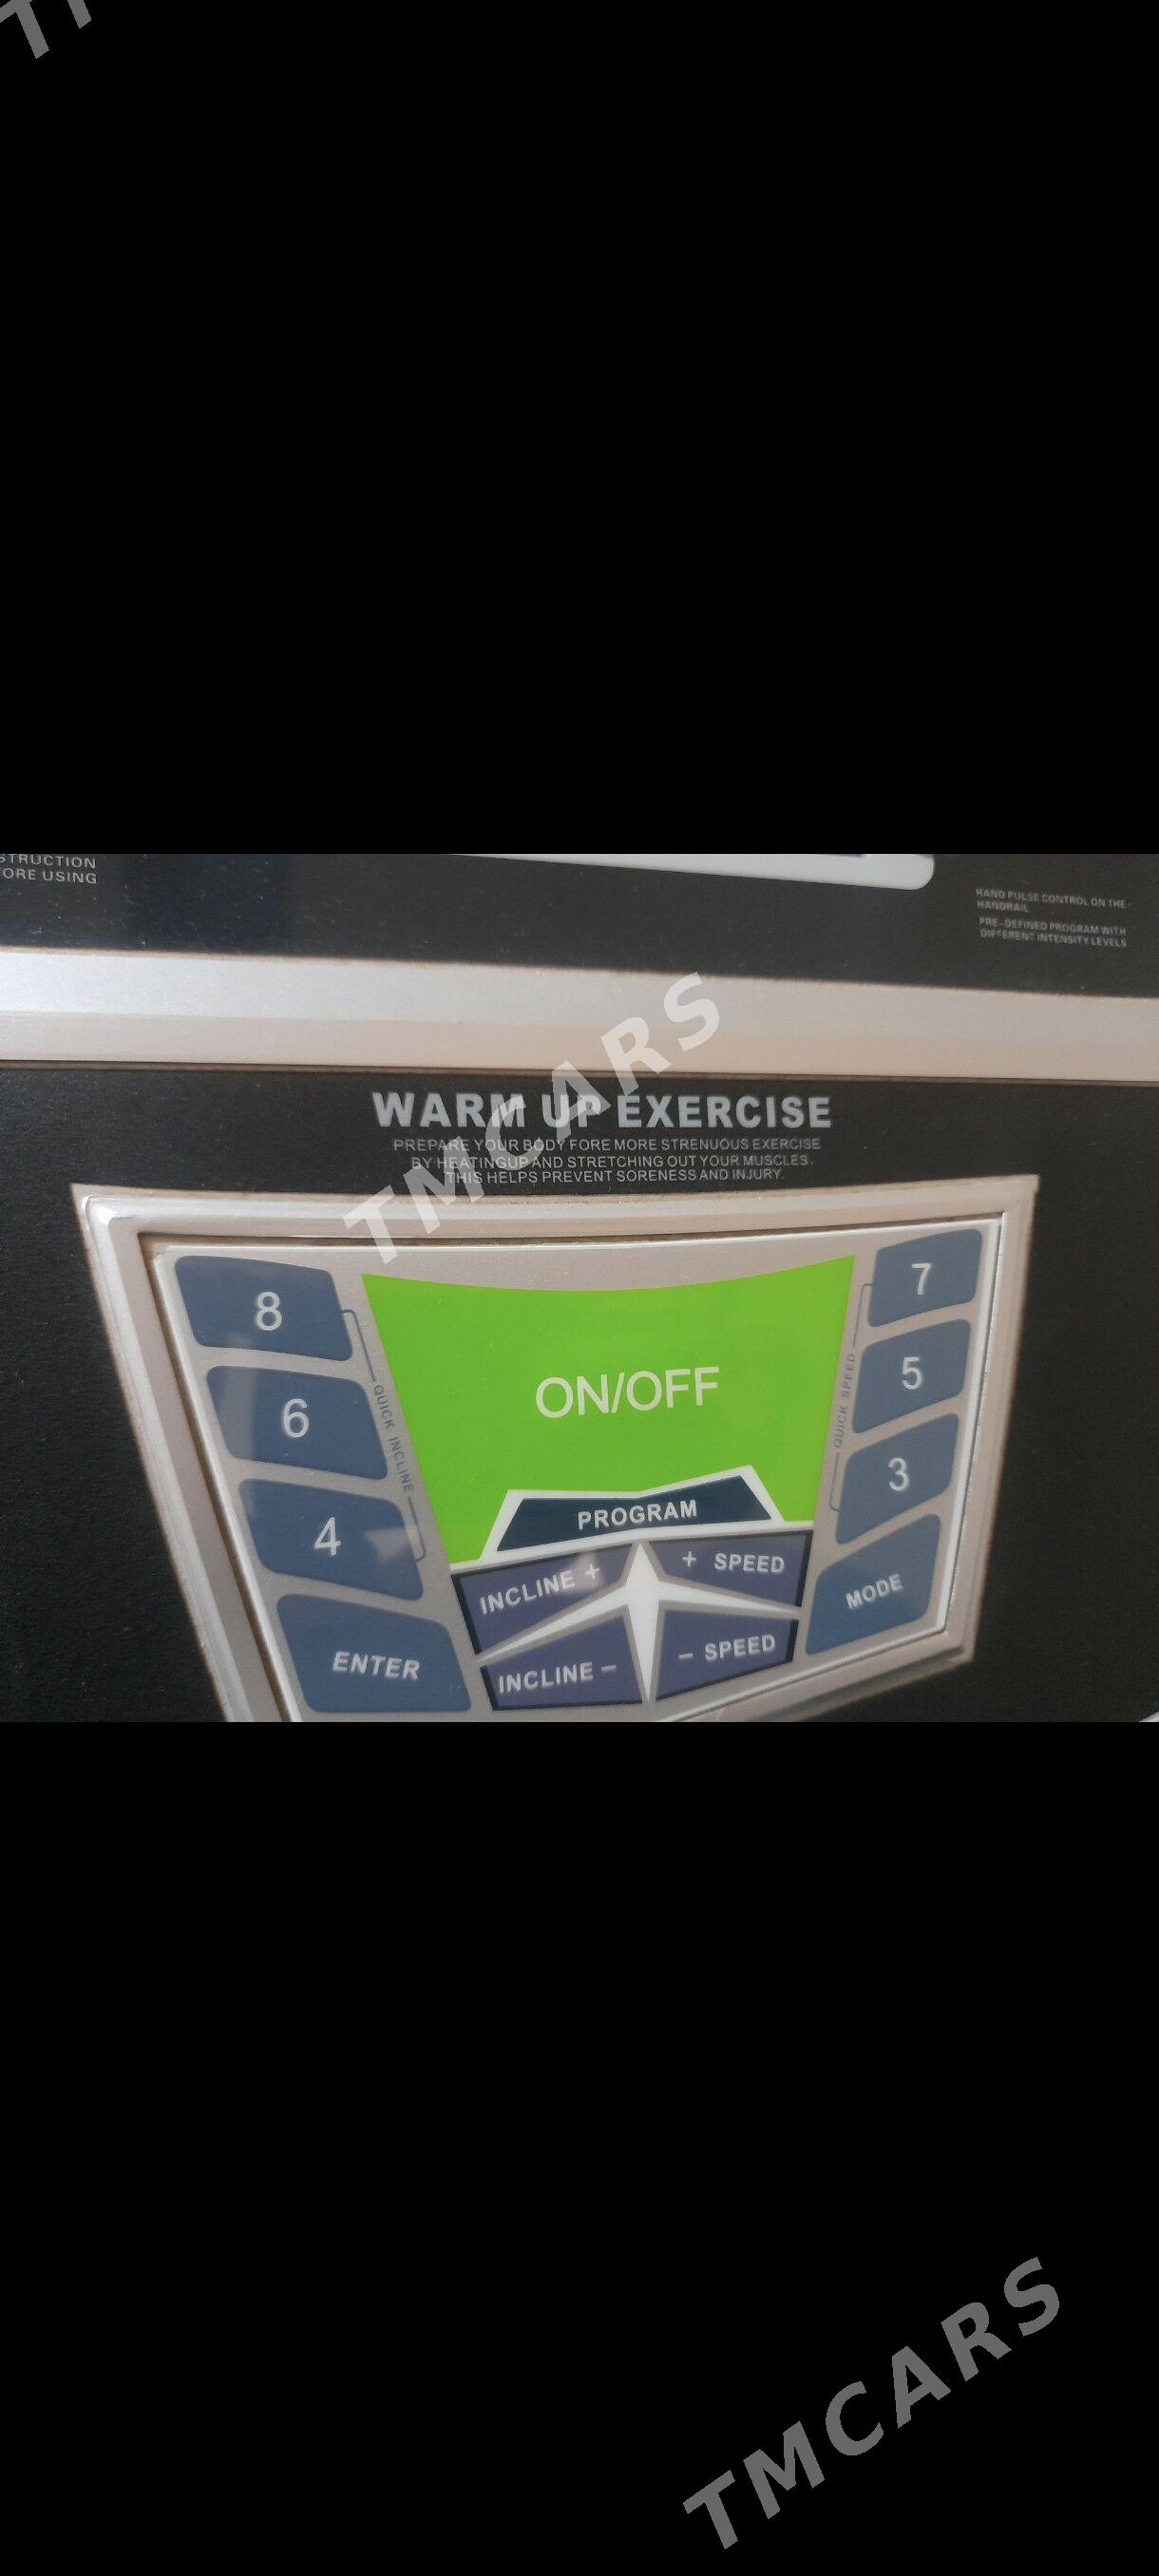 STRUCTION
ORE USING
HAND PULSE CONTROL ON THE
HANDRAIL
PRE-DEFINED PROGRAM WITH
DIFFERENT INTENSITY LEVELS
WARM UP EXERCISE
PREPARE YOUR BODY FORE MORE STRENUOUS EXERCISE
BY HEATINGUP AND STRETCHING OUT YOUR MUSCLES.
THIS HELPS PREVENT SORENESS AND INJURY.
TMCARS
8
6
4
ENTER
QUICK INCLINE
ON/OFF
PROGRAM
INCLINE +
+ SPEED
INCLINE -
- SPEED
QUICK SPEED
7
5
3
MODE
TMCARS